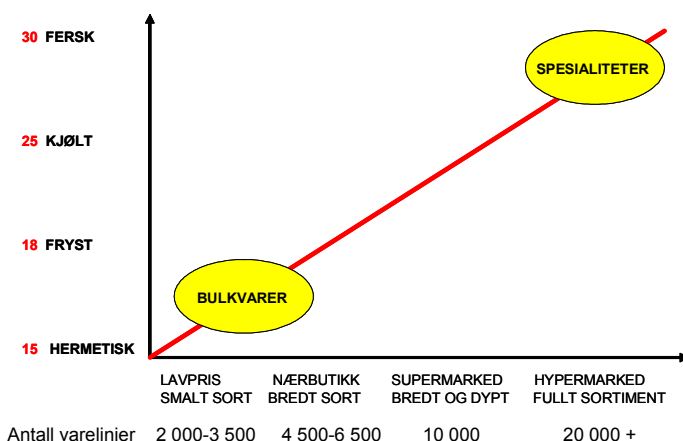 30 FERSK
SPESIALITETER
25 KJØLT
18 FRYST
BULKVARER
15 HERMETISK
LAVPRIS NÆRBUTIKK SUPERMARKED HYPERMARKED
SMALT SORT BREDT SORT BREDT OG DYPT FULLT SORTIMENT
Antall varelinier 2 000-3 500 4 500-6 500 10 000 20 000 +